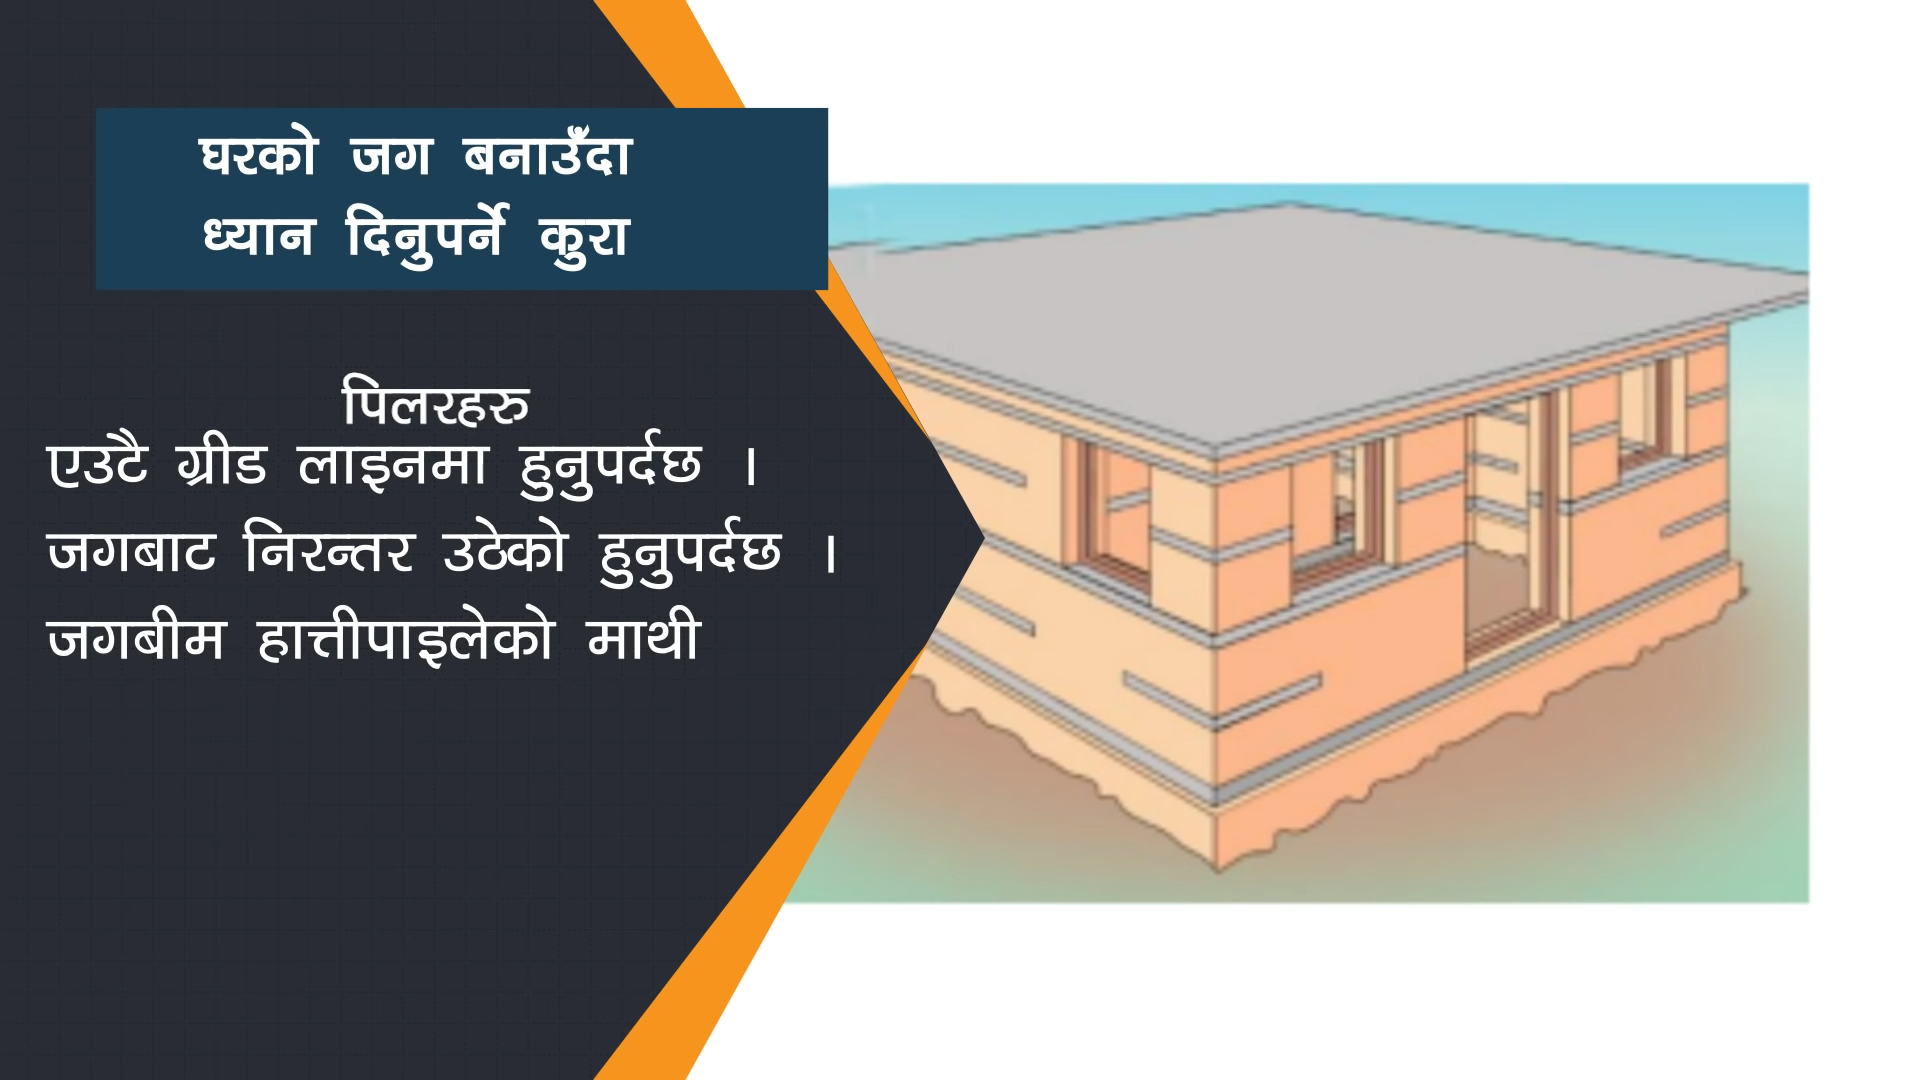 घरको जग बनाउँदा
ध्यान दिनुपर्ने कुरा
पिलरहरु
एउटै ग्रीड लाइनमा हुनुपर्दछ ।
जगबाट निरन्तर उठेको हुनुपर्दछ ।
जगबीम हात्तीपाइलेको माथी